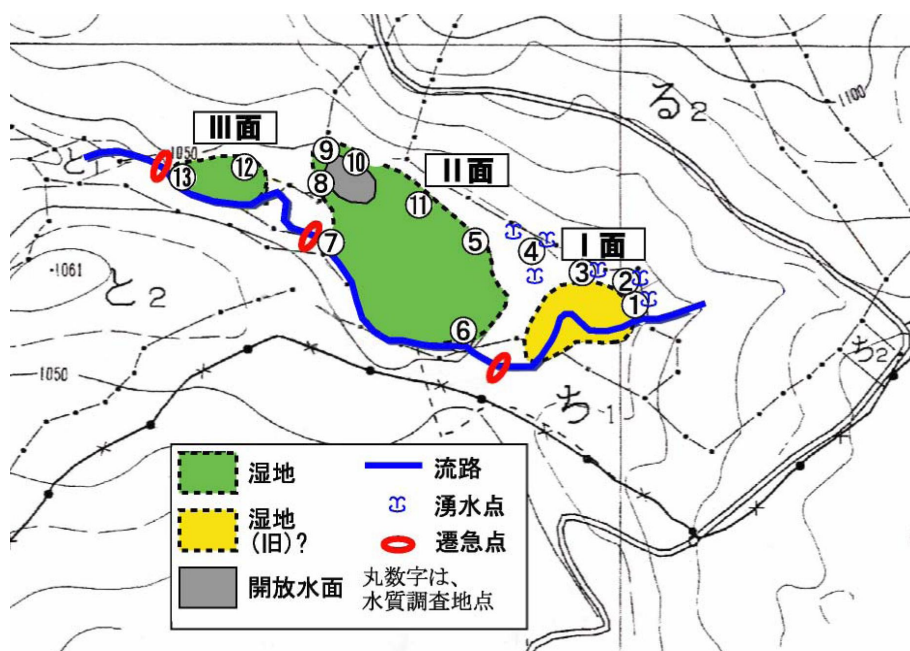 る2
1100
III面
⑨
⑩
1050
と1
⑫
⑬
⑧
II面
⑪
⑤
I面
④
③
②
①
⑦
・1061
と2
⑥
ち2
1050
ち1
湿地
湿地
(旧)?
開放水面
流路
湧水点
遷急点
丸数字は、
水質調査地点